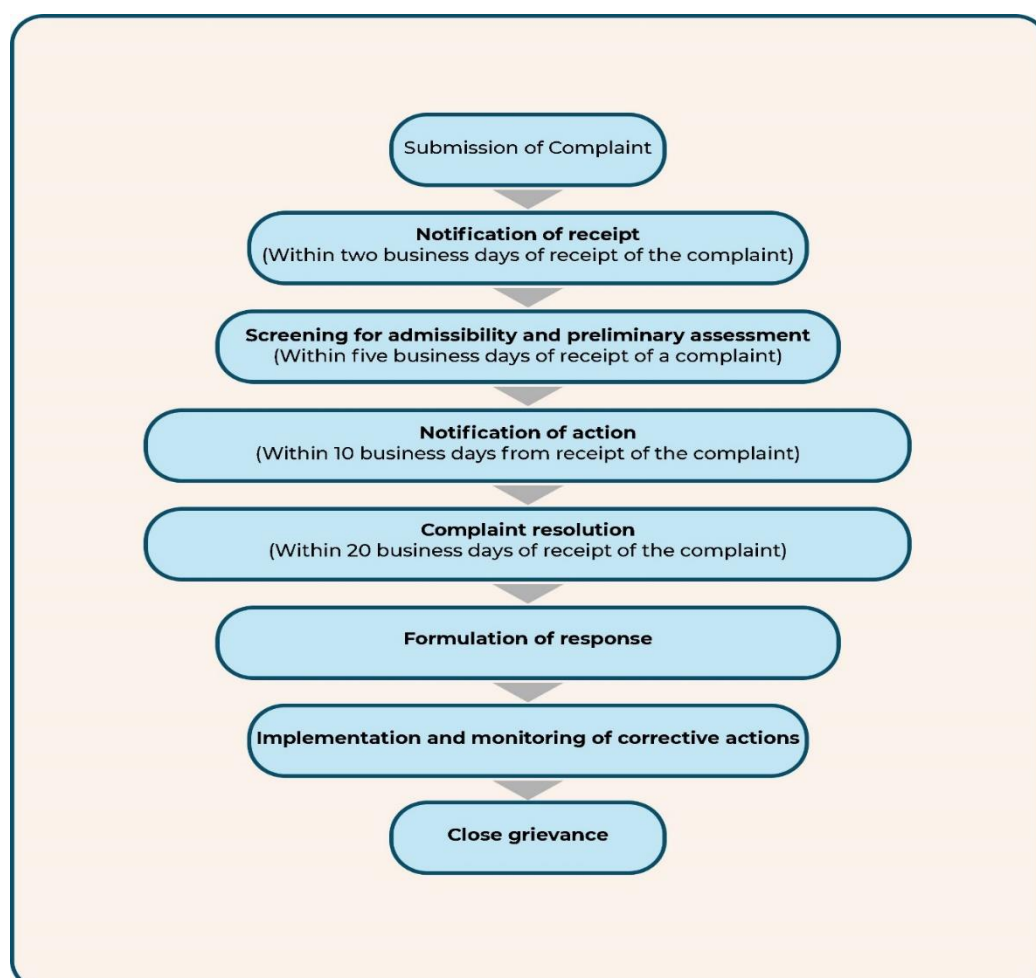 Submission of Complaint
Notification of receipt
(Within two business days of receipt of the complaint)
Screening for admissibility and preliminary assessment
(Within five business days of receipt of a complaint)
Notification of action
(Within 10 business days from receipt of the complaint)
Complaint resolution
(Within 20 business days of receipt of the complaint)
Formulation of response
Implementation and monitoring of corrective actions
Close grievance